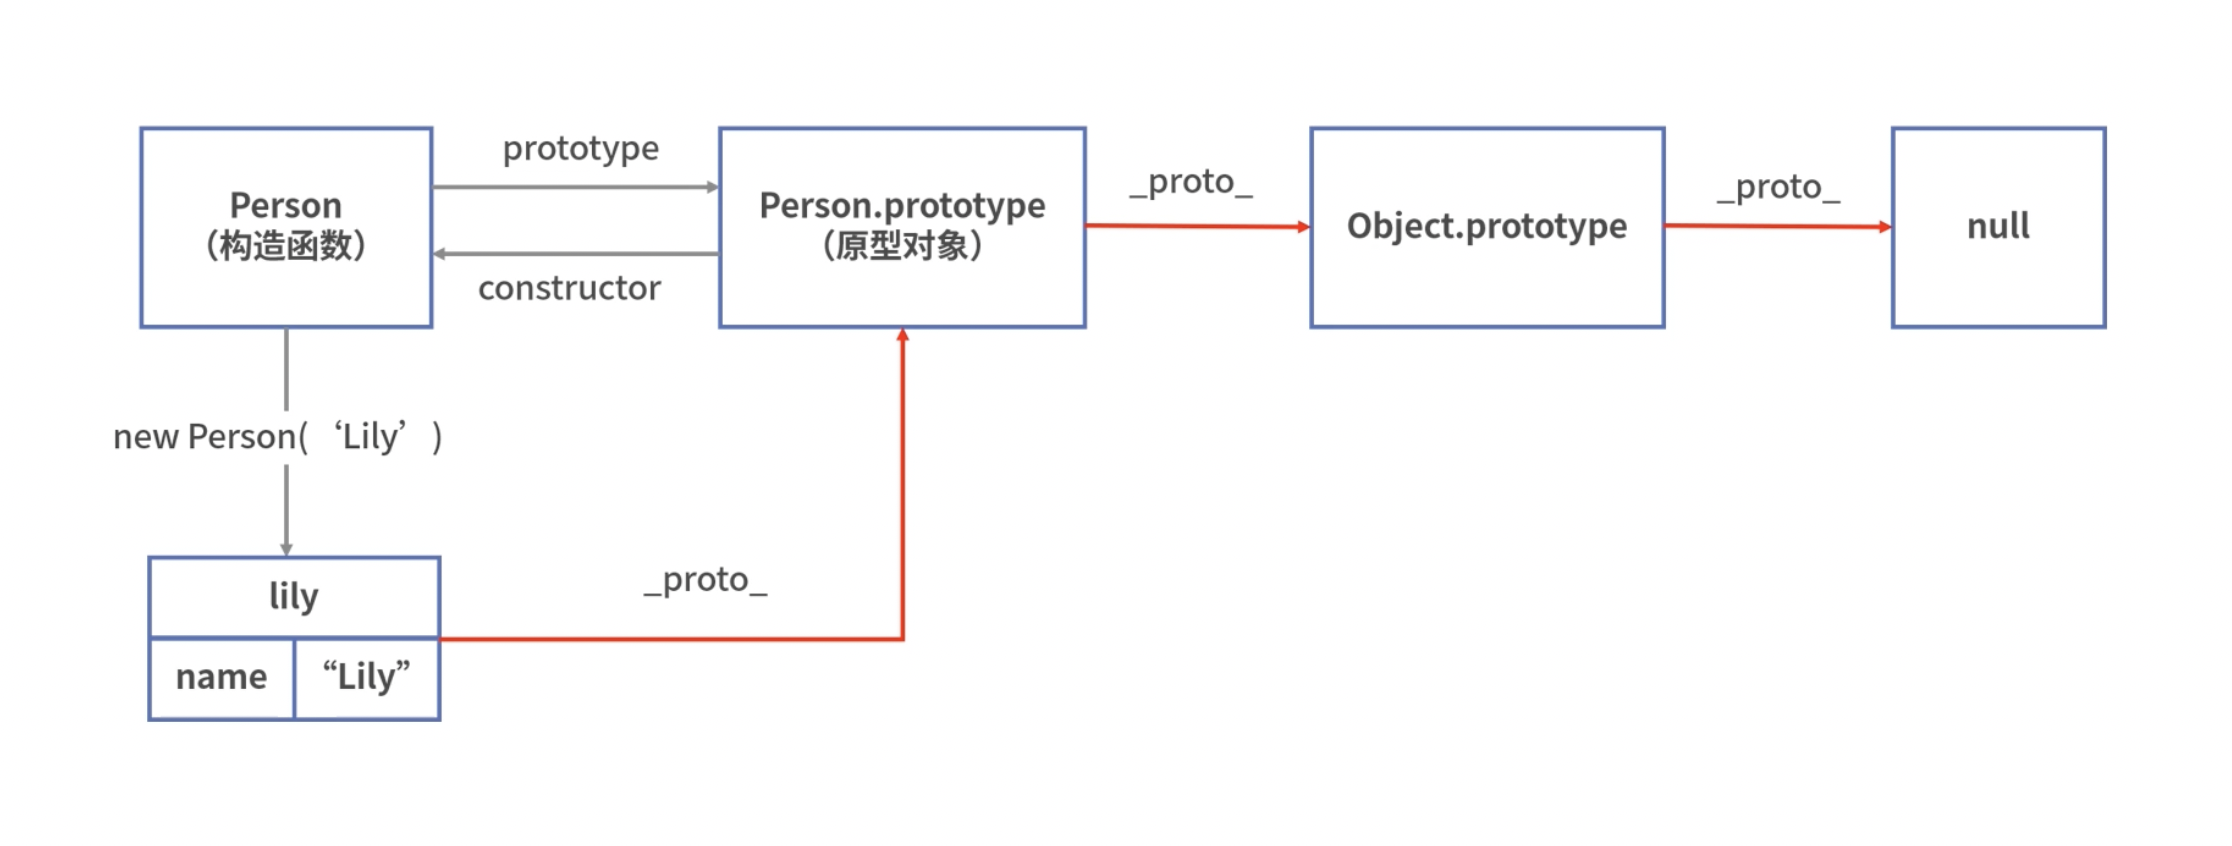 prototype
Person
（构造函数）
constructor
Person.prototype
（原型对象）
_proto_
Object.prototype
_proto_
null
new Person(‘Lily’)
lily
name
“Lily”
_proto_